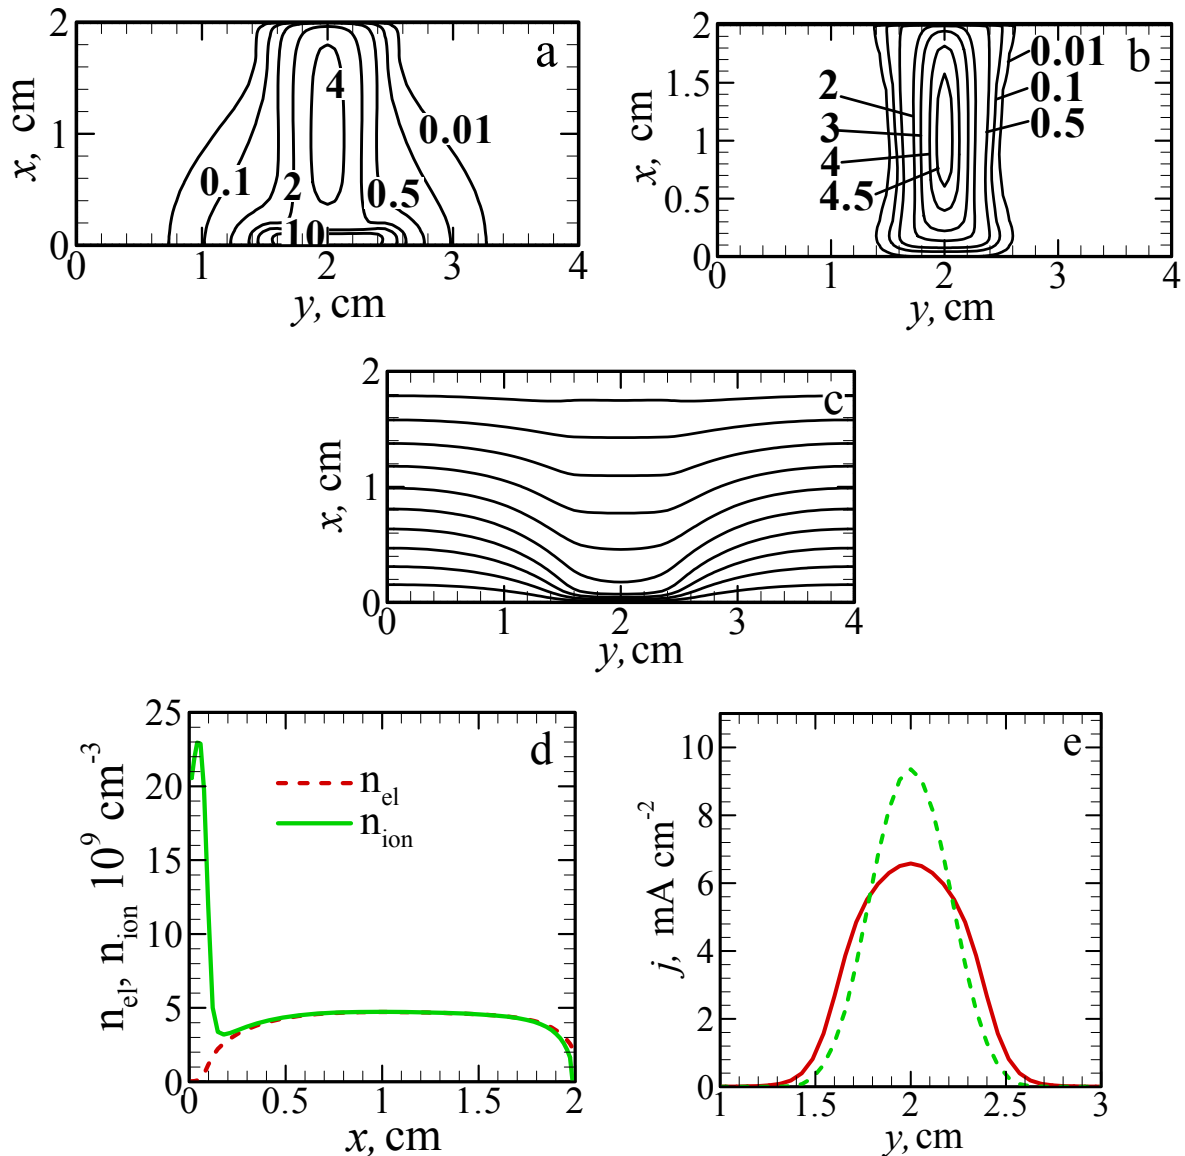 a
2
1
0
x, cm
4
0.01
0.1
2
0.5
10
0 1 2 3 4
y, cm
b
2
1.5
1
0.5
0
x, cm
0.01
0.1
0.5
2
3
4
4.5
0 1 2 3 4
y, cm
c
2
1
0
x, cm
0 1 2 3 4
y, cm
d
25
20
15
10
5
0
n_el, n_ion 10^9 cm^-3
n_el
n_ion
0 0.5 1 1.5 2
x, cm
e
10
8
6
4
2
0
j, mA cm^-2
1 1.5 2 2.5 3
y, cm